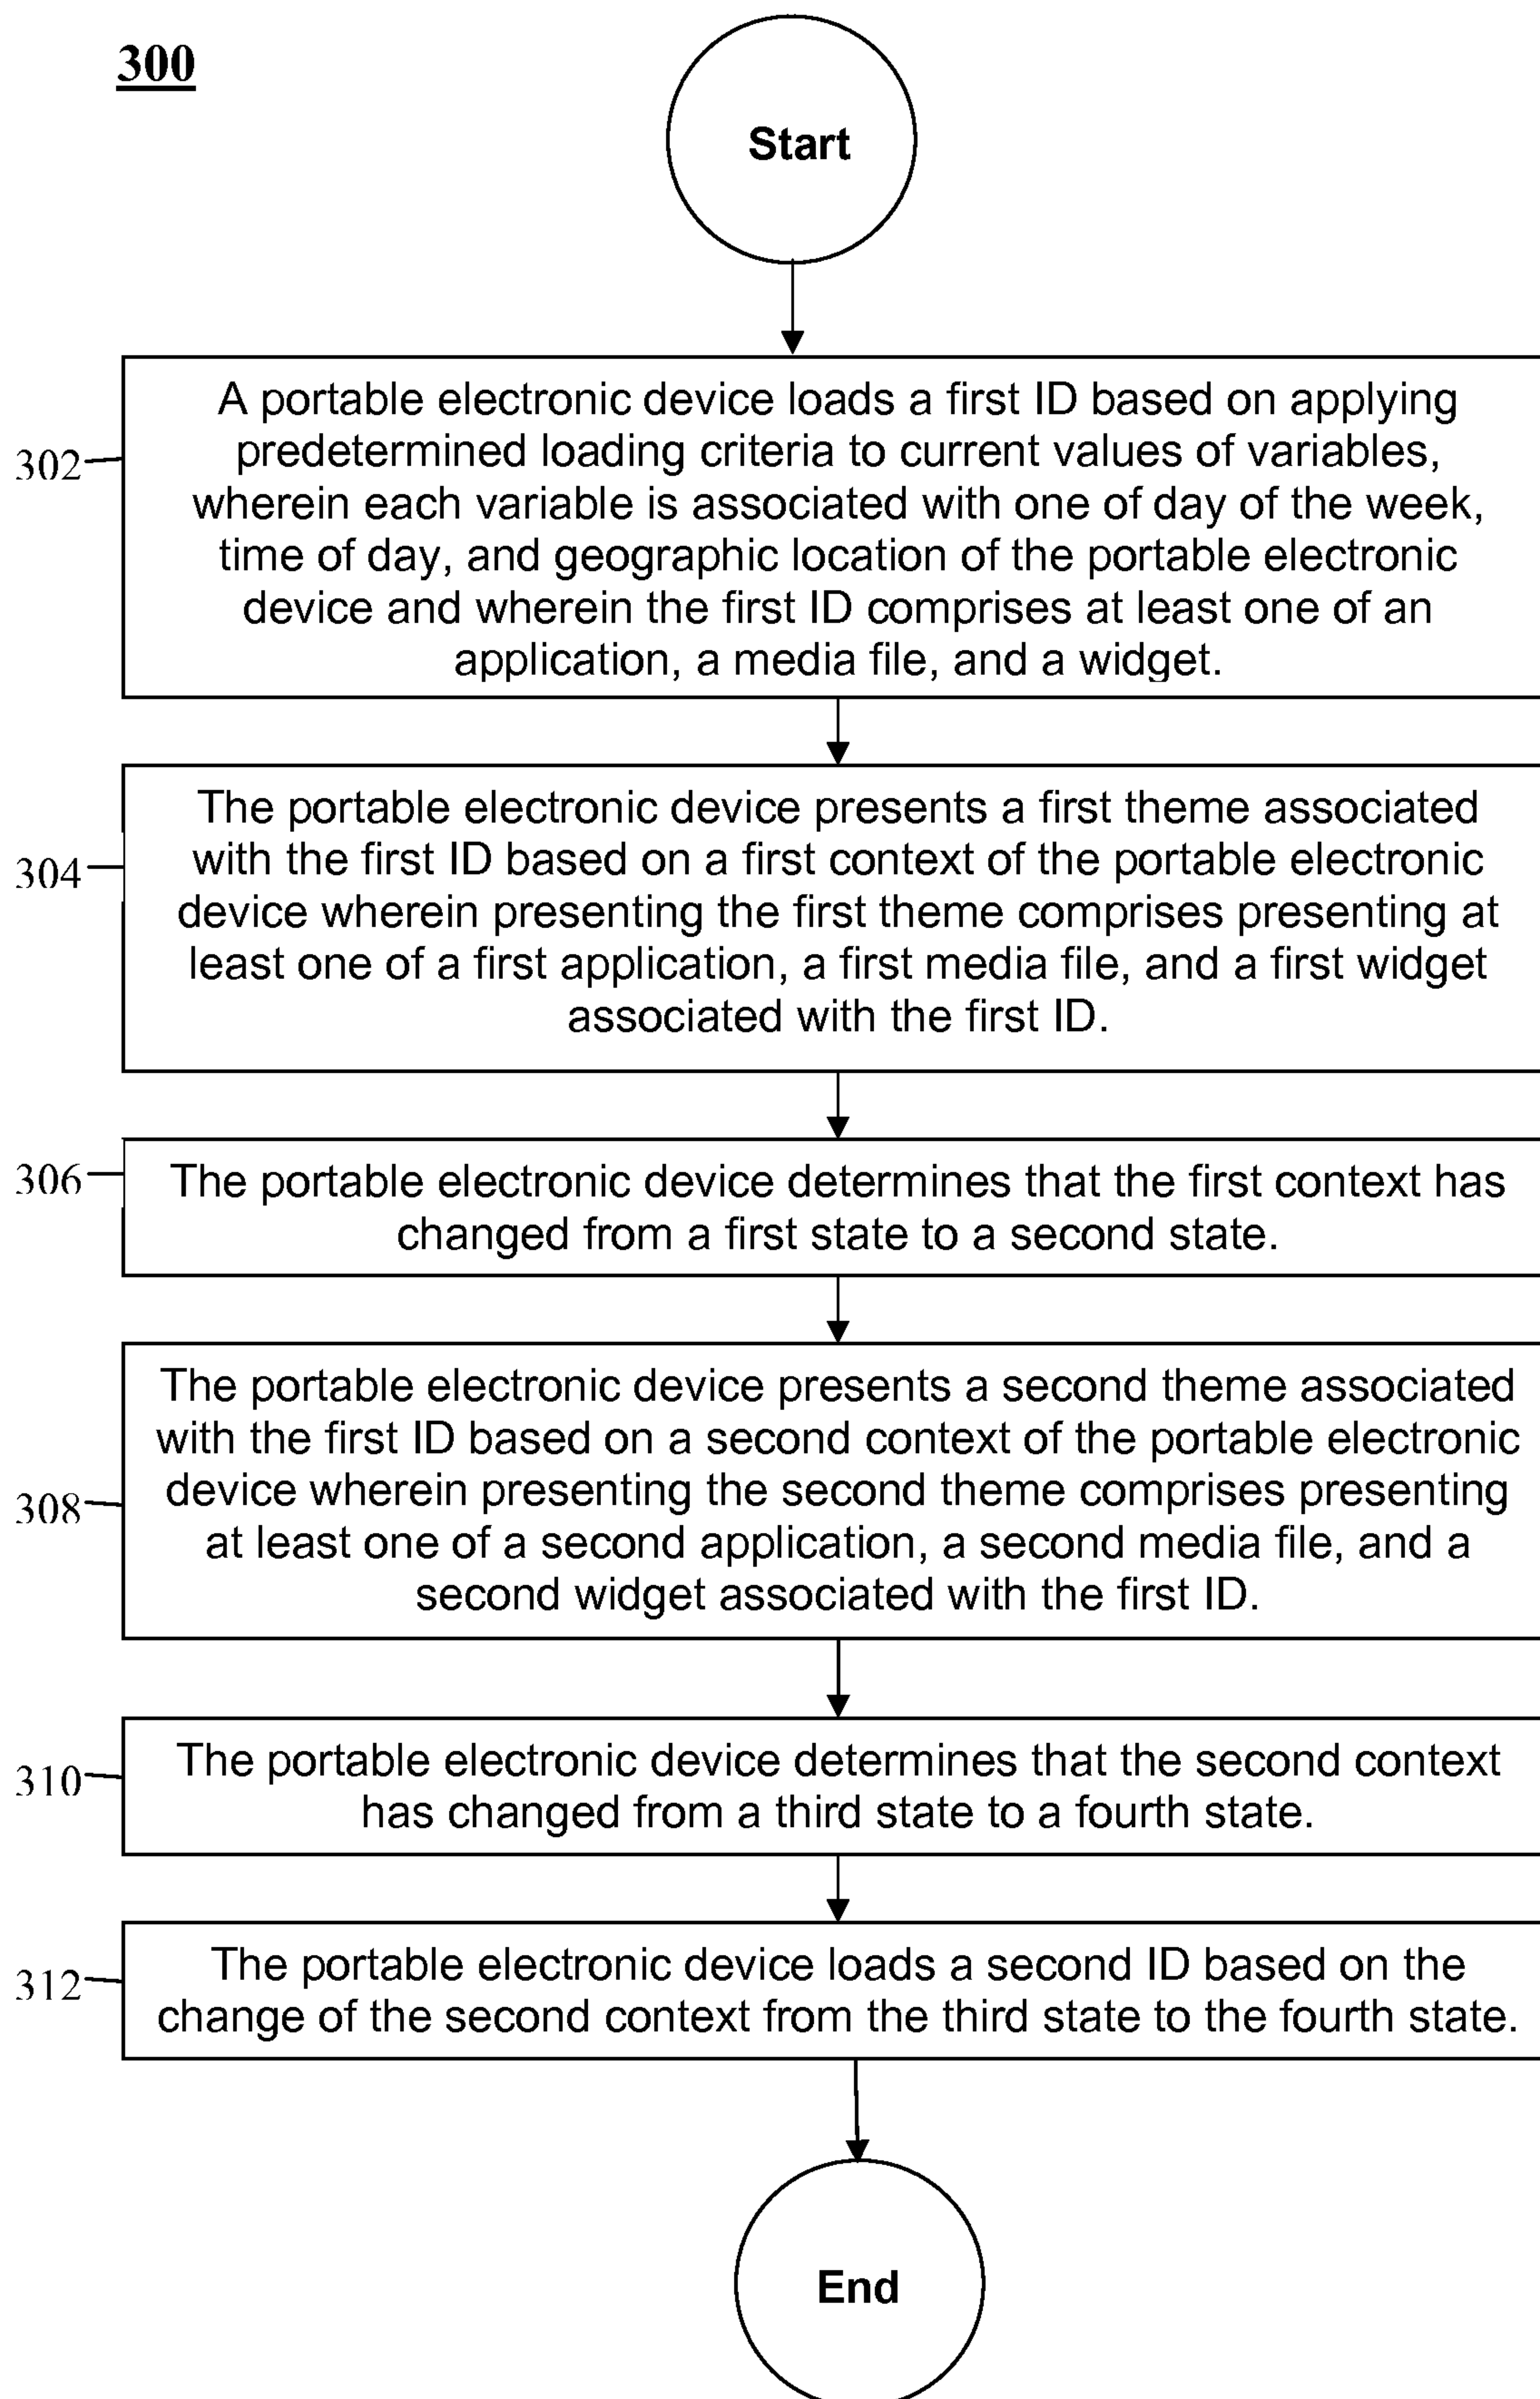 300
Start
302
A portable electronic device loads a first ID based on applying
predetermined loading criteria to current values of variables,
wherein each variable is associated with one of day of the week,
time of day, and geographic location of the portable electronic
device and wherein the first ID comprises at least one of an
application, a media file, and a widget.
304
The portable electronic device presents a first theme associated
with the first ID based on a first context of the portable electronic
device wherein presenting the first theme comprises presenting at
least one of a first application, a first media file, and a first widget
associated with the first ID.
306
The portable electronic device determines that the first context has
changed from a first state to a second state.
308
The portable electronic device presents a second theme associated
with the first ID based on a second context of the portable electronic
device wherein presenting the second theme comprises presenting
at least one of a second application, a second media file, and a
second widget associated with the first ID.
310
The portable electronic device determines that the second context
has changed from a third state to a fourth state.
312
The portable electronic device loads a second ID based on the
change of the second context from the third state to the fourth state.
End